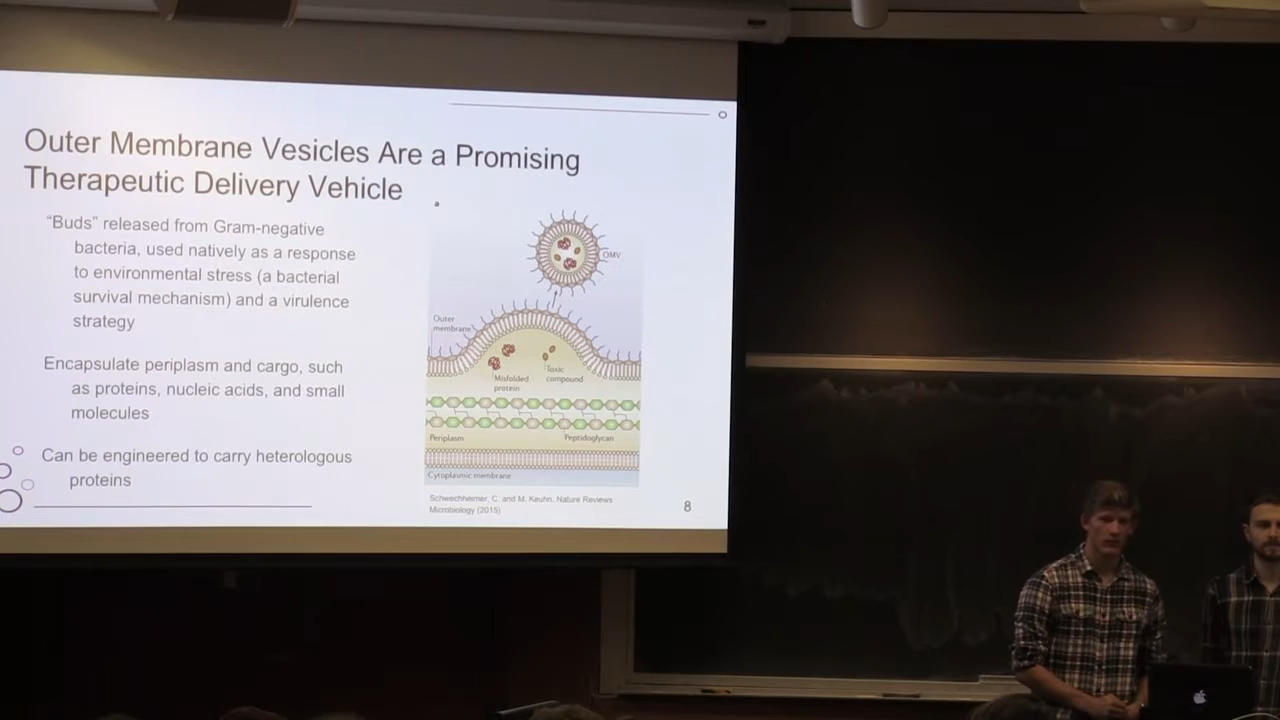 Outer Membrane Vesicles Are a Promising
Therapeutic Delivery Vehicle
“Buds” released from Gram-negative
bacteria, used natively as a response
to environmental stress (a bacterial
survival mechanism) and a virulence
strategy
Encapsulate periplasm and cargo, such
as proteins, nucleic acids, and small
molecules
Can be engineered to carry heterologous
proteins
OMV
Outer
membrane
Misfolded
protein
Toxic
compound
Periplasm
Peptidoglycan
Cytoplasmic membrane
Schwechheimer, C. and M. Keuhn. Nature Reviews
Microbiology (2015)
8